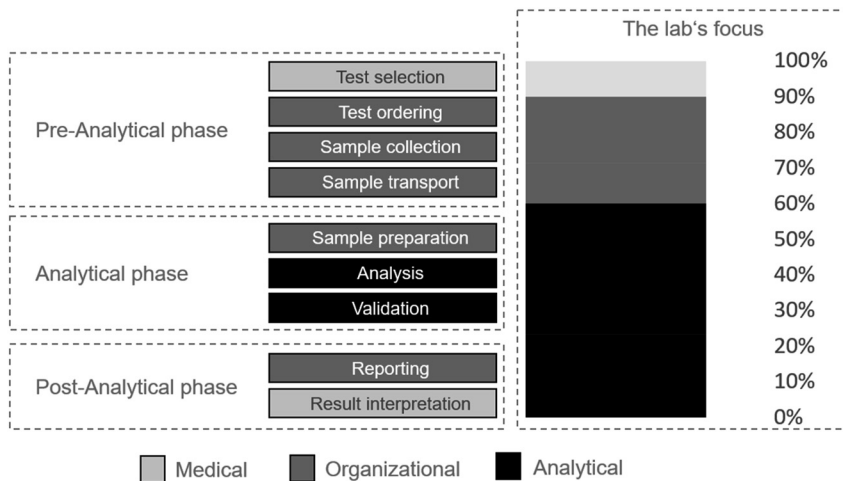 The lab‘s focus
Pre-Analytical phase
Test selection
Test ordering
Sample collection
Sample transport
Analytical phase
Sample preparation
Analysis
Validation
Post-Analytical phase
Reporting
Result interpretation
100%
90%
80%
70%
60%
50%
40%
30%
20%
10%
0%
Medical
Organizational
Analytical